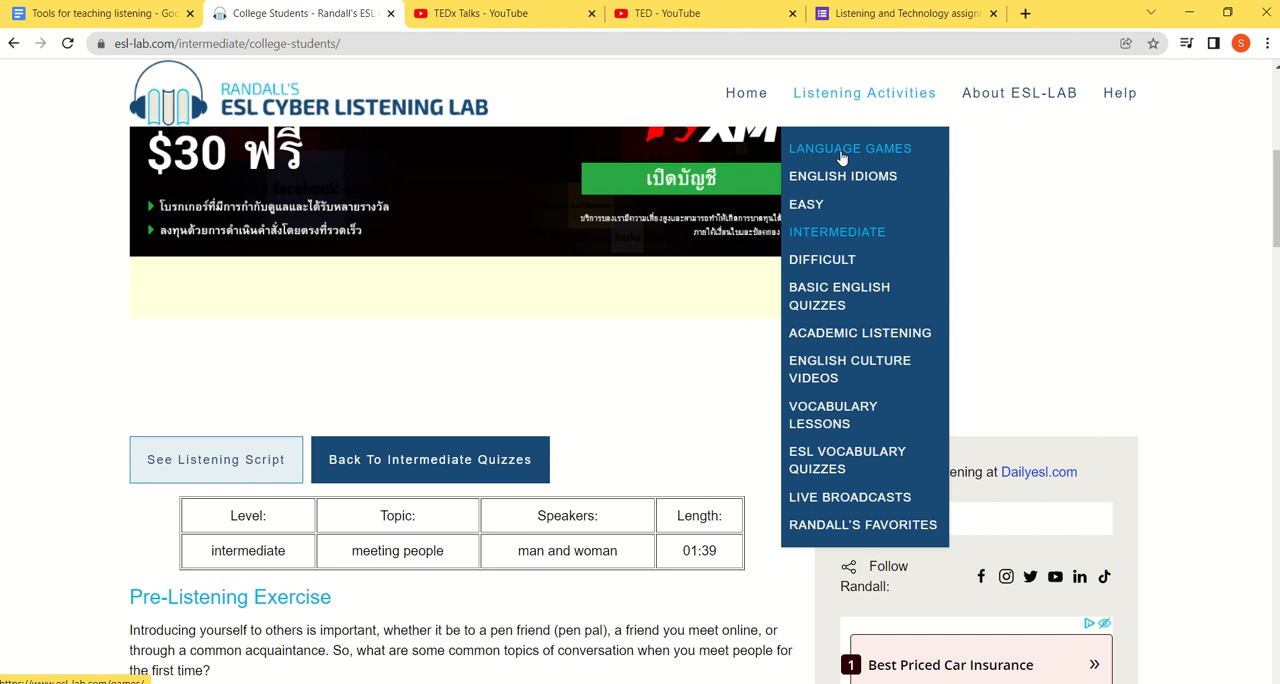 Tools for teaching listening - Goo
College Students - Randall's ESL
TEDx Talks - YouTube
TED - YouTube
Listening and Technology assignm
esl-lab.com/intermediate/college-students/
S
RANDALL'S
ESL CYBER LISTENING LAB
Home
Listening Activities
About ESL-LAB
Help
$30 ฟรี
XM
เปิดบัญชี
โบรกเกอร์ที่มีการกำกับดูแลและได้รับหลายรางวัล
ลงทุนด้วยการดำเนินคำสั่งโดยตรงที่รวดเร็ว
LANGUAGE GAMES
ENGLISH IDIOMS
EASY
INTERMEDIATE
DIFFICULT
BASIC ENGLISH
QUIZZES
ACADEMIC LISTENING
ENGLISH CULTURE
VIDEOS
VOCABULARY
LESSONS
ESL VOCABULARY
QUIZZES
LIVE BROADCASTS
RANDALL'S FAVORITES
See Listening Script
Back To Intermediate Quizzes
Level:
Topic:
Speakers:
Length:
intermediate
meeting people
man and woman
01:39
Pre-Listening Exercise
Introducing yourself to others is important, whether it be to a pen friend (pen pal), a friend you meet online, or
through a common acquaintance. So, what are some common topics of conversation when you meet people for
the first time?
ening at Dailyesl.com
Follow
Randall:
1 Best Priced Car Insurance
https://www.esl-lab.com/games/